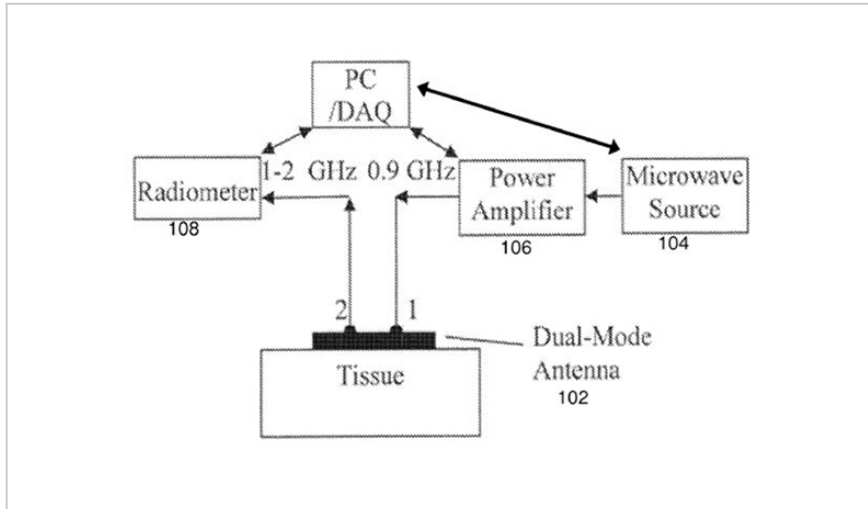 PC
/DAQ
1-2 GHz 0.9 GHz
Radiometer
108
Power
Amplifier
106
Microwave
Source
104
2 1
Dual-Mode
Antenna
102
Tissue